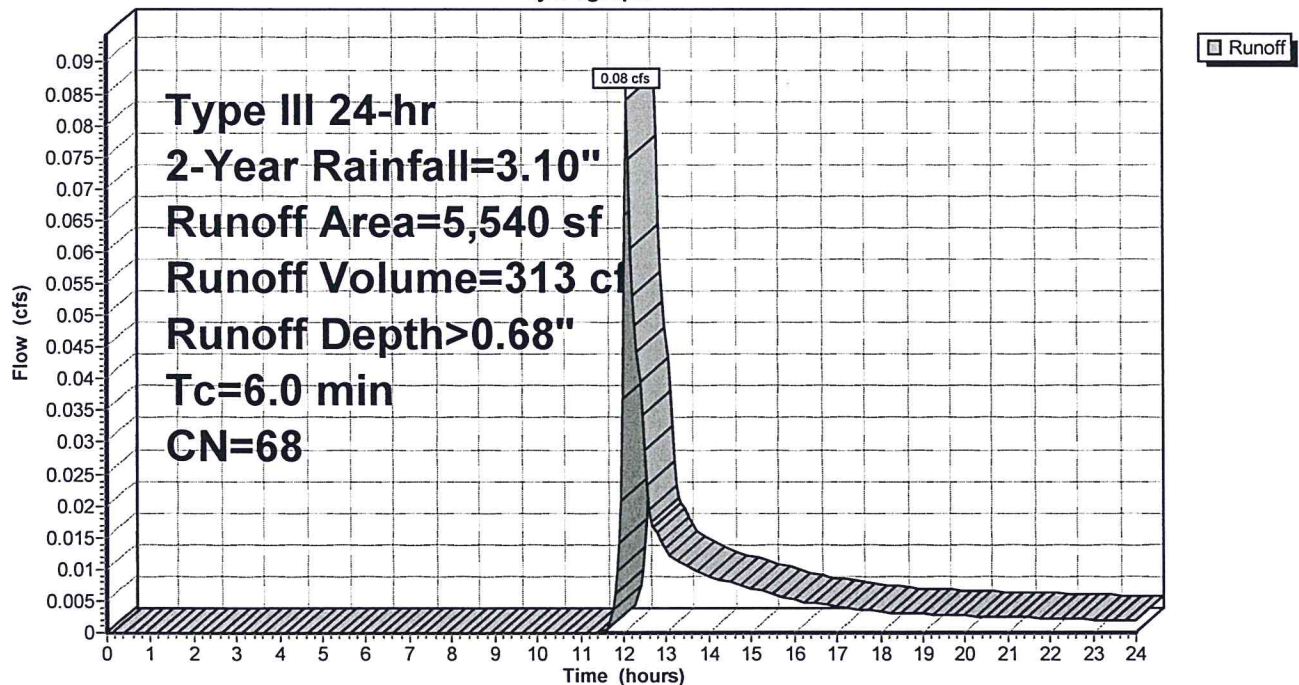 0.08 cfs
Runoff
Type III 24-hr
2-Year Rainfall=3.10"
Runoff Area=5,540 sf
Runoff Volume=313 cf
Runoff Depth>0.68"
Tc=6.0 min
CN=68
Flow (cfs)
0.09
0.085
0.08
0.075
0.07
0.065
0.06
0.055
0.05
0.045
0.04
0.035
0.03
0.025
0.02
0.015
0.01
0.005
0
0 1 2 3 4 5 6 7 8 9 10 11 12 13 14 15 16 17 18 19 20 21 22 23 24
Time (hours)